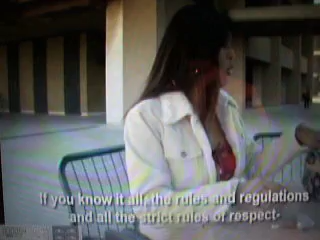 If you know it all, the rules and regulations
and all the strict rules of respect-